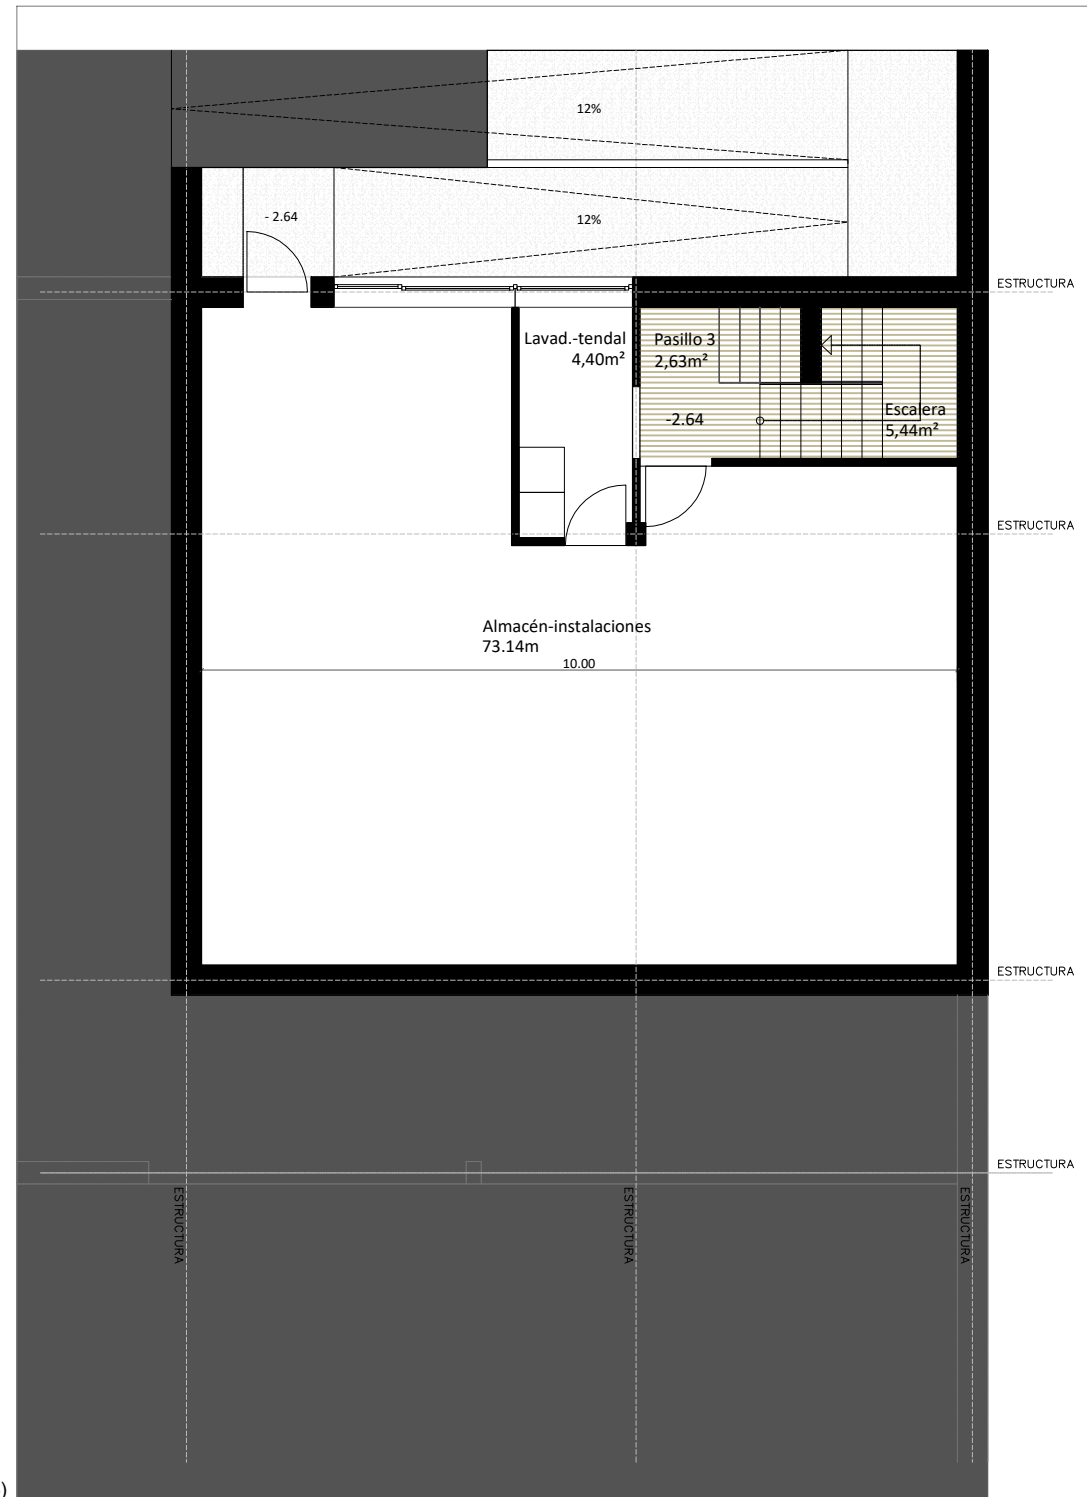 12%
- 2.64
12%
ESTRUCTURA
Lavad.-tendal
4,40m²
Pasillo 3
2,63m²
Escalera
5,44m²
-2.64
ESTRUCTURA
Almacén-instalaciones
73.14m
10.00
ESTRUCTURA
ESTRUCTURA
ESTRUCTURA
ESTRUCTURA
ESTRUCTURA
)